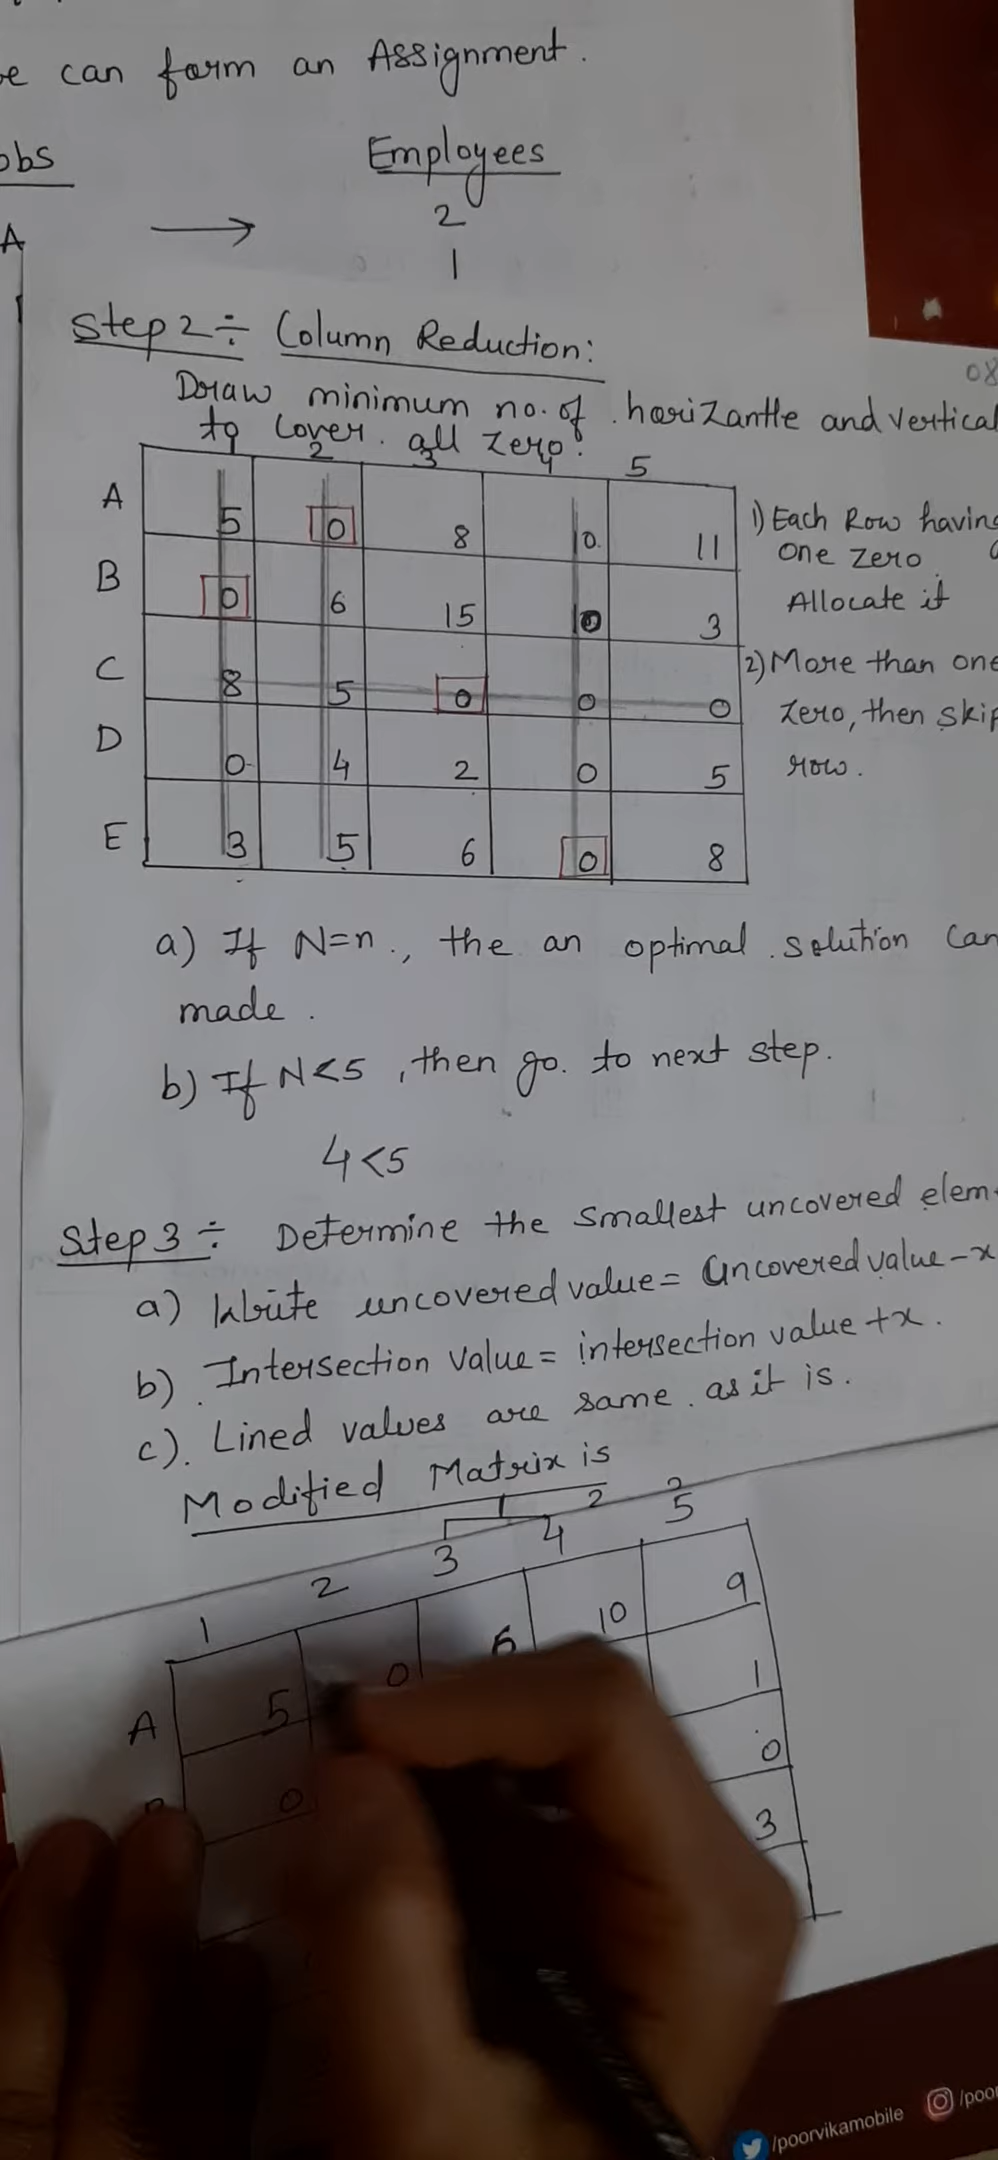 can form an Assignment.
Employees
A → 2
1
Step 2 ÷ Column Reduction:
Draw minimum no. of horizantle and vertical
to cover all zero.
2 3 4 5
A 5 0 8 0 11
B 0 6 15 0 3
C 8 5 0 0 0
D 0 4 2 0 5
E 3 5 6 0 8
1) Each Row having
one zero
Allocate it
2) More than one
zero, then skip
row.
08
a) If N=n, the an optimal solution can
made.
b) If N<5, then go. to next step.
4<5
Step 3 ÷ Determine the smallest uncovered
a) Write uncovered value = Uncovered value - x
b) Intersection value = intersection value + x.
c). Lined values are same as it is.
Modified Matrix is
1 2 3 4 5
A 5 0 6 10 9
0 1
0
3
/poorvikamobile